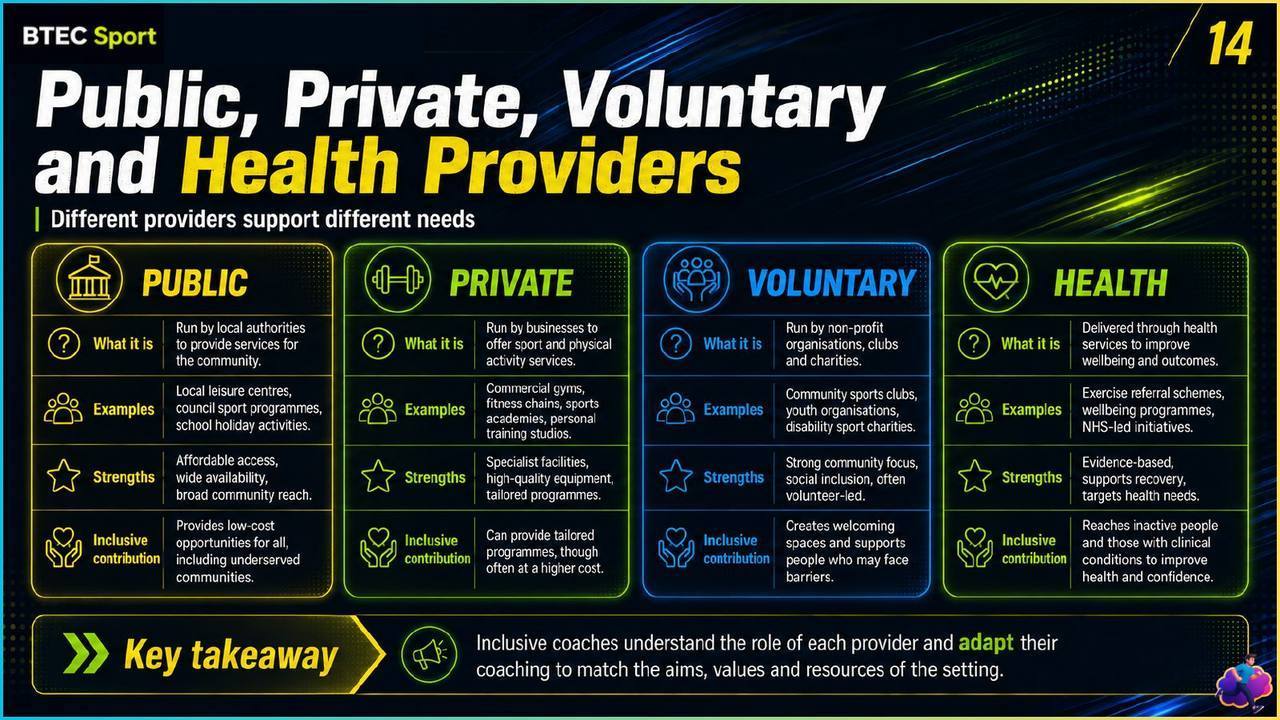 BTEC Sport
14
Public, Private, Voluntary
and Health Providers
Different providers support different needs
PUBLIC
What it is
Run by local authorities
to provide services for
the community.
Examples
Local leisure centres,
council sport programmes,
school holiday activities.
Strengths
Affordable access,
wide availability,
broad community reach.
Inclusive
contribution
Provides low-cost
opportunities for all,
including underserved
communities.
PRIVATE
What it is
Run by businesses to
offer sport and physical
activity services.
Examples
Commercial gyms,
fitness chains, sports
academies, personal
training studios.
Strengths
Specialist facilities,
high-quality equipment,
tailored programmes.
Inclusive
contribution
Can provide tailored
programmes, though
often at a higher cost.
VOLUNTARY
What it is
Run by non-profit
organisations, clubs
and charities.
Examples
Community sports clubs,
youth organisations,
disability sport charities.
Strengths
Strong community focus,
social inclusion, often
volunteer-led.
Inclusive
contribution
Creates welcoming
spaces and supports
people who may face
barriers.
HEALTH
What it is
Delivered through health
services to improve
wellbeing and outcomes.
Examples
Exercise referral schemes,
wellbeing programmes,
NHS-led initiatives.
Strengths
Evidence-based,
supports recovery,
targets health needs.
Inclusive
contribution
Reaches inactive people
and those with clinical
conditions to improve
health and confidence.
Key takeaway
Inclusive coaches understand the role of each provider and adapt their
coaching to match the aims, values and resources of the setting.